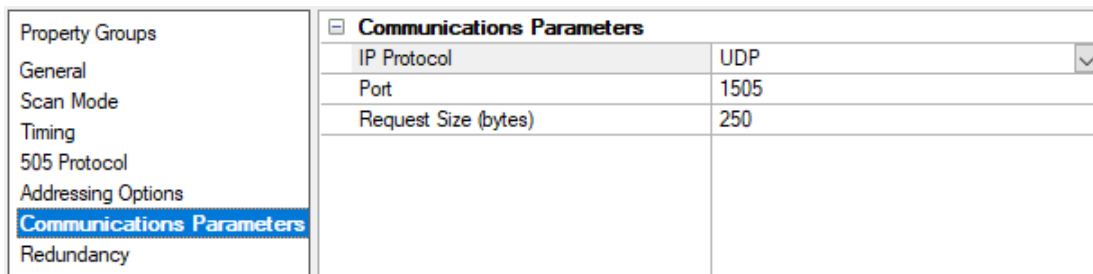 Property Groups
General
Scan Mode
Timing
505 Protocol
Addressing Options
Communications Parameters
Redundancy
Communications Parameters
IP Protocol UDP
Port 1505
Request Size (bytes) 250